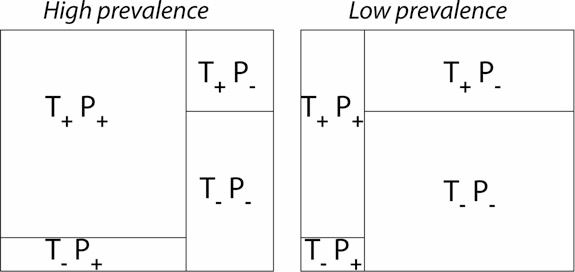 High prevalence
Low prevalence
T₊ P₊
T₊ P₋
T₋ P₋
T₋ P₊
T₊ P₊
T₊ P₋
T₋ P₋
T₋ P₊